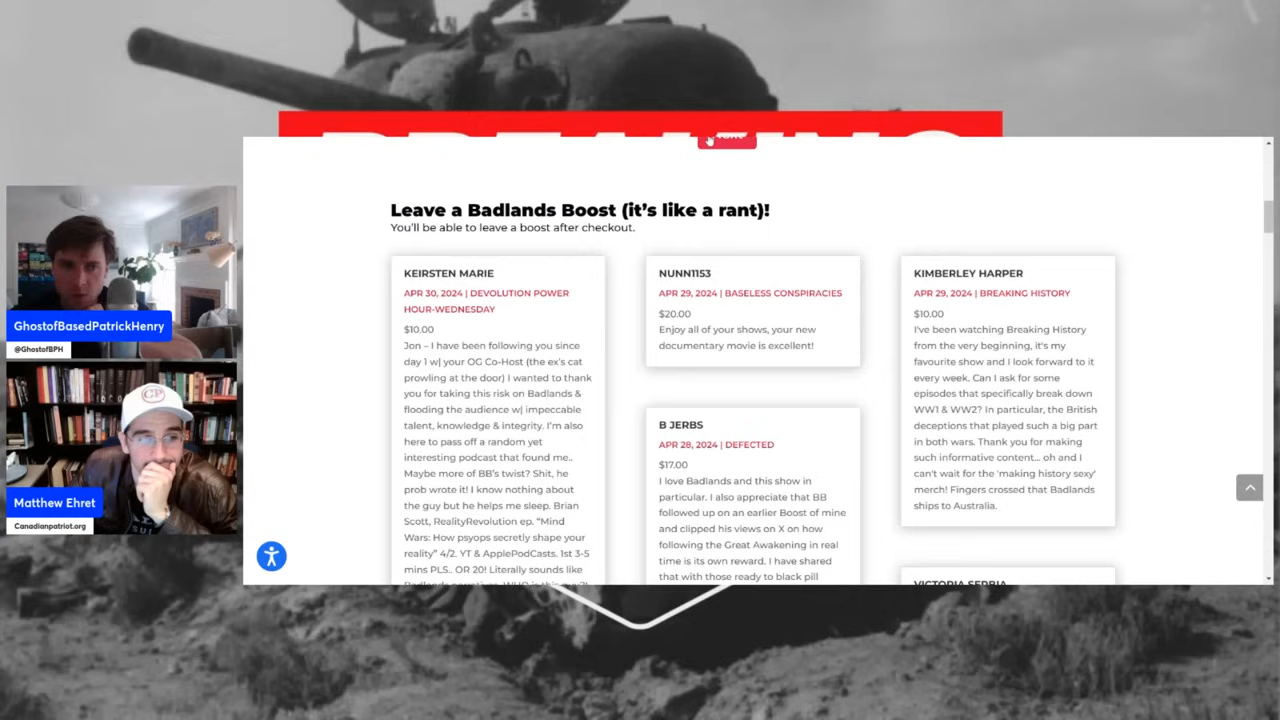 Leave a Badlands Boost (it's like a rant)!
You'll be able to leave a boost after checkout.
KEIRSTEN MARIE
APR 30, 2024 | DEVOLUTION POWER
HOUR-WEDNESDAY
$10.00
Jon – I have been following you since
day 1 w| your OG Co-Host (the ex's cat
prowling at the door) I wanted to thank
you for taking this risk on Badlands &
flooding the audience w| impeccable
talent, knowledge & integrity. I'm also
here to pass off a random yet
interesting podcast that found me..
Maybe more of BB's twist? Shit, he
prob wrote it! I know nothing about
the guy but he helps me sleep. Brian
Scott, RealityRevolution ep. "Mind
Wars: How psyops secretly shape your
reality" 4/2. YT & ApplePodCasts. 1st 3-5
mins PLS.. OR 20! Literally sounds like
NUNN1153
APR 29, 2024 | BASELESS CONSPIRACIES
$20.00
Enjoy all of your shows, your new
documentary movie is excellent!
B JERBS
APR 28, 2024 | DEFECTED
$17.00
I love Badlands and this show in
particular. I also appreciate that BB
followed up on an earlier Boost of mine
and clipped his views on X on how
following the Great Awakening in real
time is its own reward. I have shared
that with those ready to black pill
KIMBERLEY HARPER
APR 29, 2024 | BREAKING HISTORY
$10.00
I've been watching Breaking History
from the very beginning, it's my
favourite show and I look forward to it
every week. Can I ask for some
episodes that specifically break down
WW1 & WW2? In particular, the British
deceptions that played such a big part
in both wars. Thank you for making
such informative content... oh and I
can't wait for the 'making history sexy'
merch! Fingers crossed that Badlands
ships to Australia.
VICTORIA SERBIA
GhostofBasedPatrickHenry
@GhostofBPH
CP
Matthew Ehret
Canadianpatriot.org